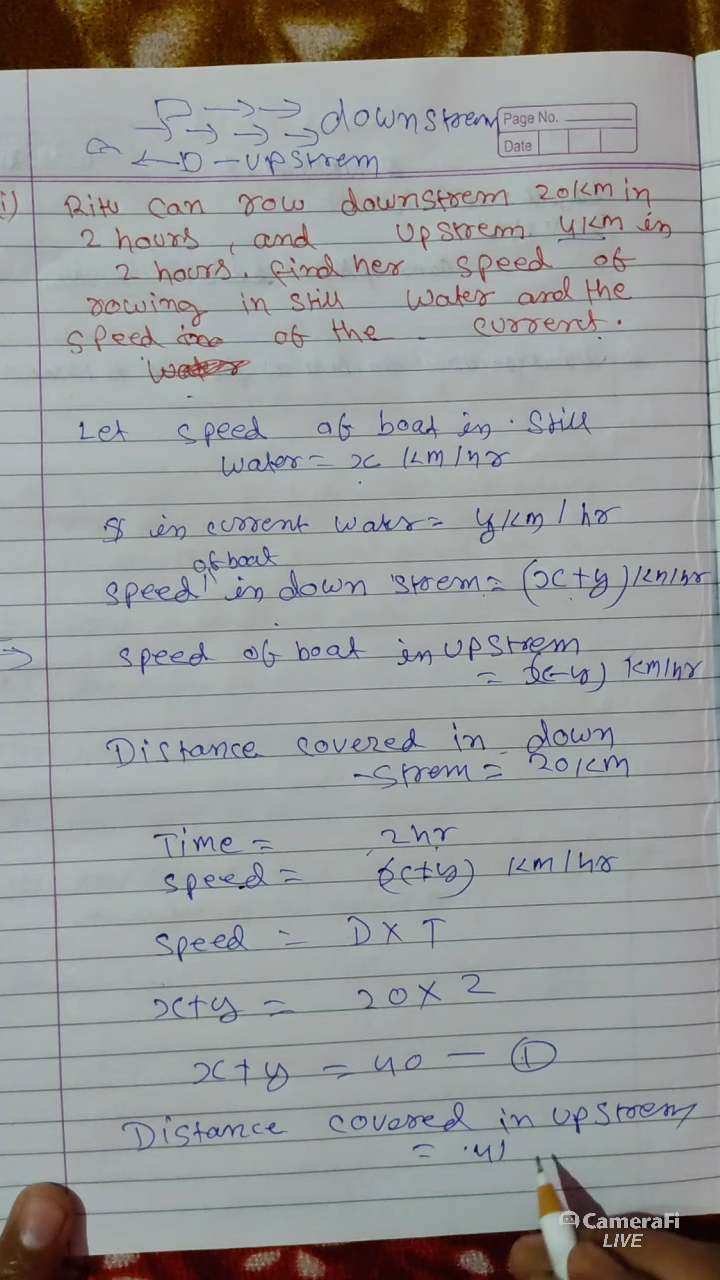 downstrem
Page No.
Date
D - upstrem
i) Ritu can row downstrem 20km in
2 hours, and upstrem 4km in
2 hours. find her speed of
rowing in still water and the
speed of the current.
water
Let speed of boat in still
water = x km/hr
in current water = y km/hr
of boat
speed in down strem = (x+y) km/hr
=> speed of boat in upstrem
= (x-y) km/hr
Distance covered in down
-strem = 20km
Time = 2hr
speed = (x+y) km/hr
speed = D x T
x+y = 20 x 2
x+y = 40 - ①
Distance covered in upstrem
= 4
CameraFi
LIVE